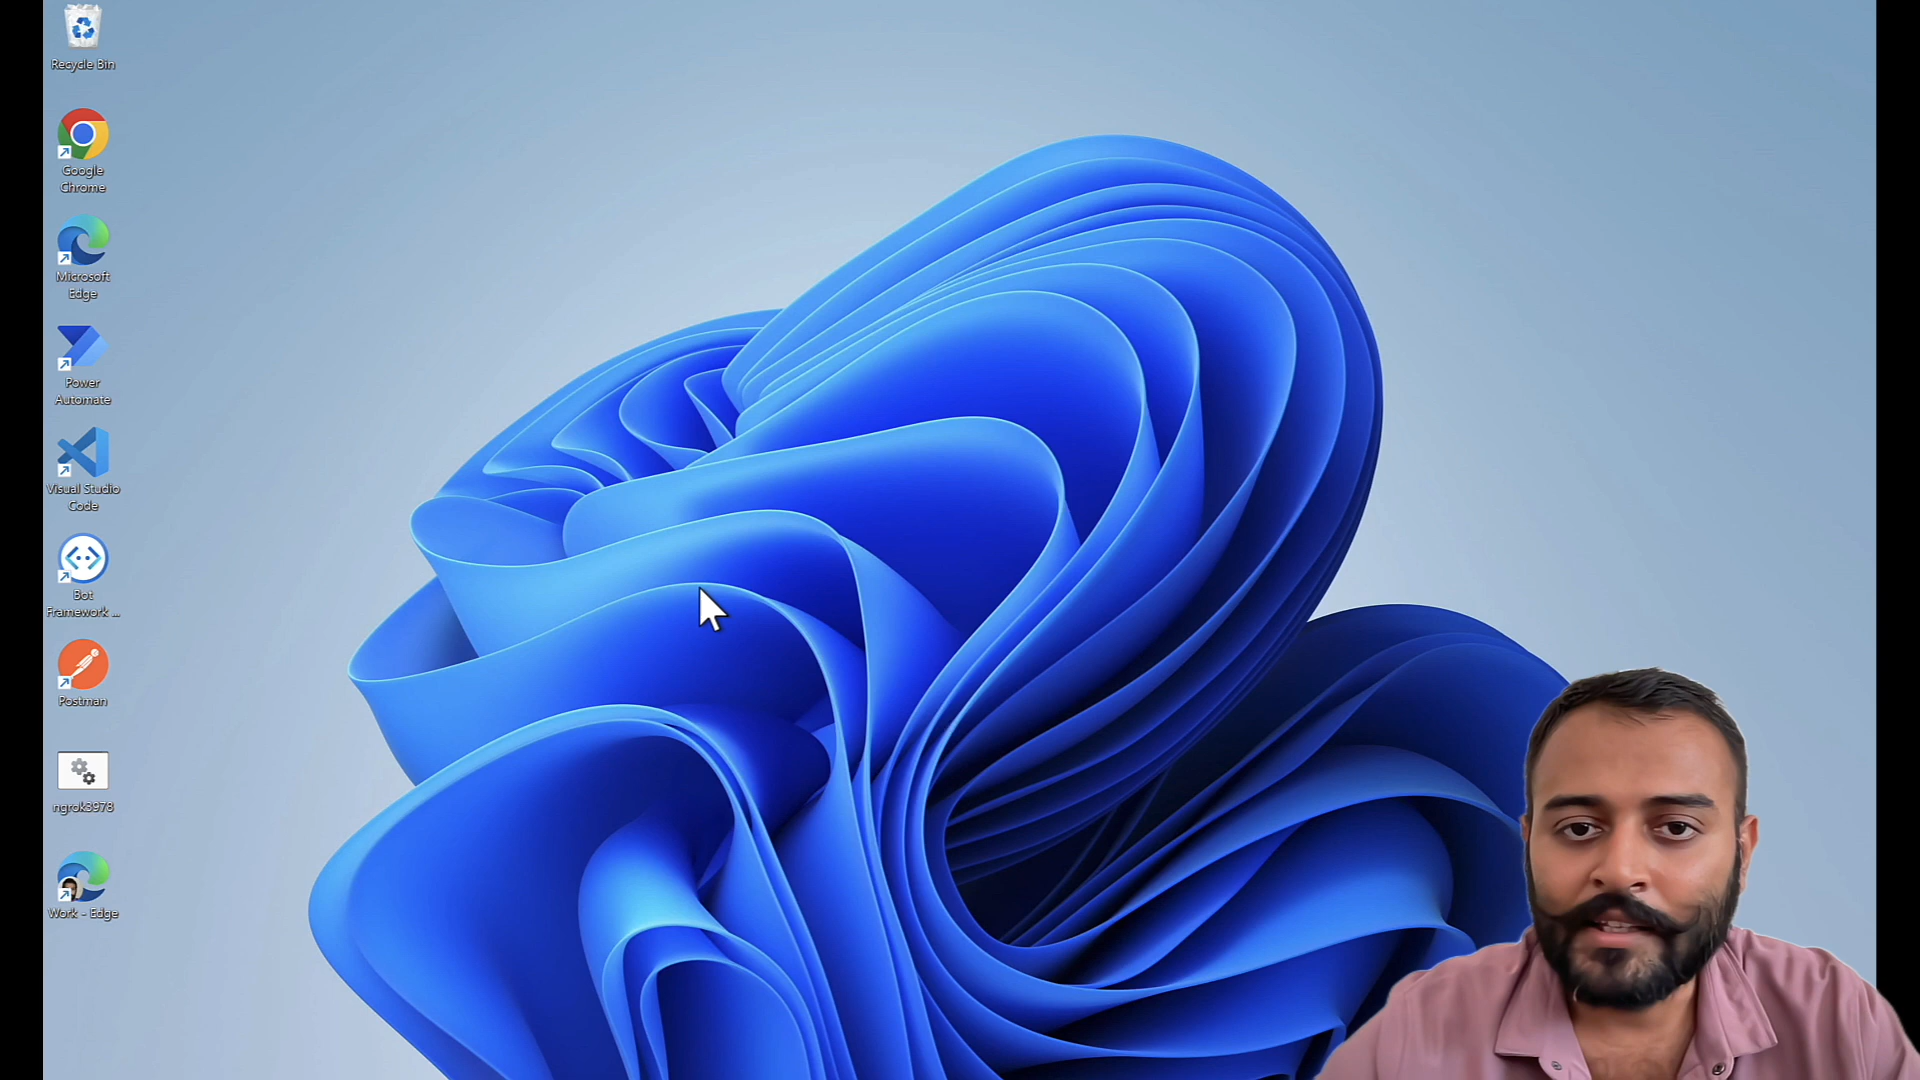 Recycle Bin
Google
Chrome
Microsoft
Edge
Power
Automate
Visual Studio
Code
Bot
Framework ...
Postman
ngrok3978
Work - Edge